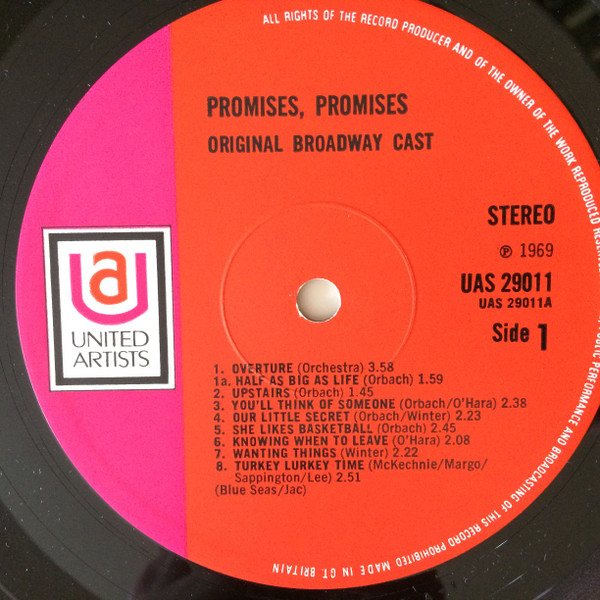 ALL RIGHTS OF THE RECORD PRODUCER AND OF THE OWNER OF THE WORK REPRODUCED PUBLIC PERFORMANCE AND BROADCASTING OF THIS RECORD PROHIBITED MADE IN GT. BRITAIN
PROMISES, PROMISES
ORIGINAL BROADWAY CAST
STEREO
℗ 1969
UAS 29011
UAS 29011A
Side 1
ua
UNITED
ARTISTS
1. OVERTURE (Orchestra) 3.58
1a. HALF AS BIG AS LIFE (Orbach) 1.59
2. UPSTAIRS (Orbach) 1.45
3. YOU'LL THINK OF SOMEONE (Orbach/O'Hara) 2.38
4. OUR LITTLE SECRET (Orbach/Winter) 2.23
5. SHE LIKES BASKETBALL (Orbach) 2.45
6. KNOWING WHEN TO LEAVE (O'Hara) 2.08
7. WANTING THINGS (Winter) 2.22
8. TURKEY LURKEY TIME (McKechnie/Margo/
Sappington/Lee) 2.51
(Blue Seas/Jac)